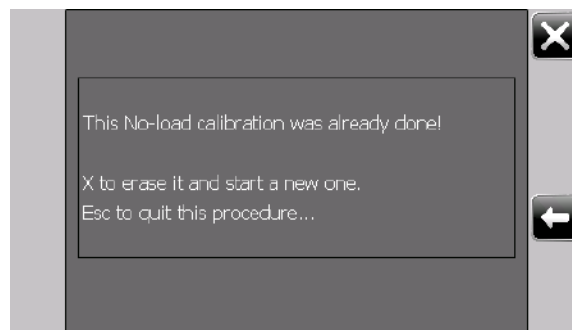 This No-load calibration was already done!
X to erase it and start a new one.
Esc to quit this procedure...